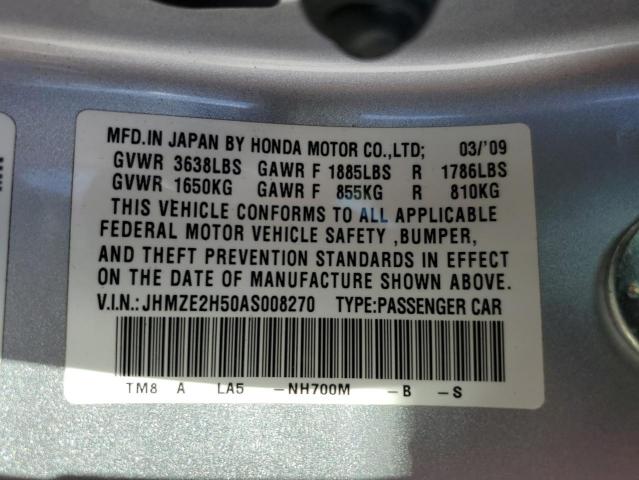 MFD.IN JAPAN BY HONDA MOTOR CO.,LTD; 03/'09
GVWR 3638LBS GAWR F 1885LBS R 1786LBS
GVWR 1650KG GAWR F 855KG R 810KG
THIS VEHICLE CONFORMS TO ALL APPLICABLE
FEDERAL MOTOR VEHICLE SAFETY ,BUMPER,
AND THEFT PREVENTION STANDARDS IN EFFECT
ON THE DATE OF MANUFACTURE SHOWN ABOVE.
V.I.N.:JHMZE2H50AS008270 TYPE:PASSENGER CAR
TM8 A LA5 -NH700M -B -S